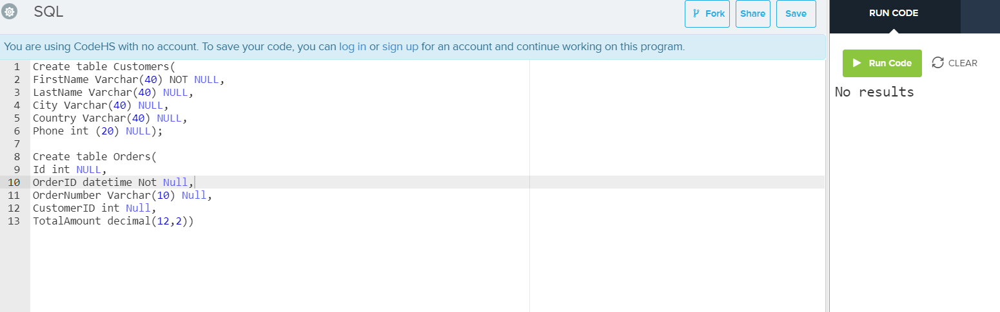 SQL
Fork
Share
Save
RUN CODE
You are using CodeHS with no account. To save your code, you can log in or sign up for an account and continue working on this program.
Run Code
CLEAR
No results
1 Create table Customers(
2 FirstName Varchar(40) NOT NULL,
3 LastName Varchar(40) NULL,
4 City Varchar(40) NULL,
5 Country Varchar(40) NULL,
6 Phone int (20) NULL);
7
8 Create table Orders(
9 Id int NULL,
10 OrderID datetime Not Null,
11 OrderNumber Varchar(10) Null,
12 CustomerID int Null,
13 TotalAmount decimal(12,2))